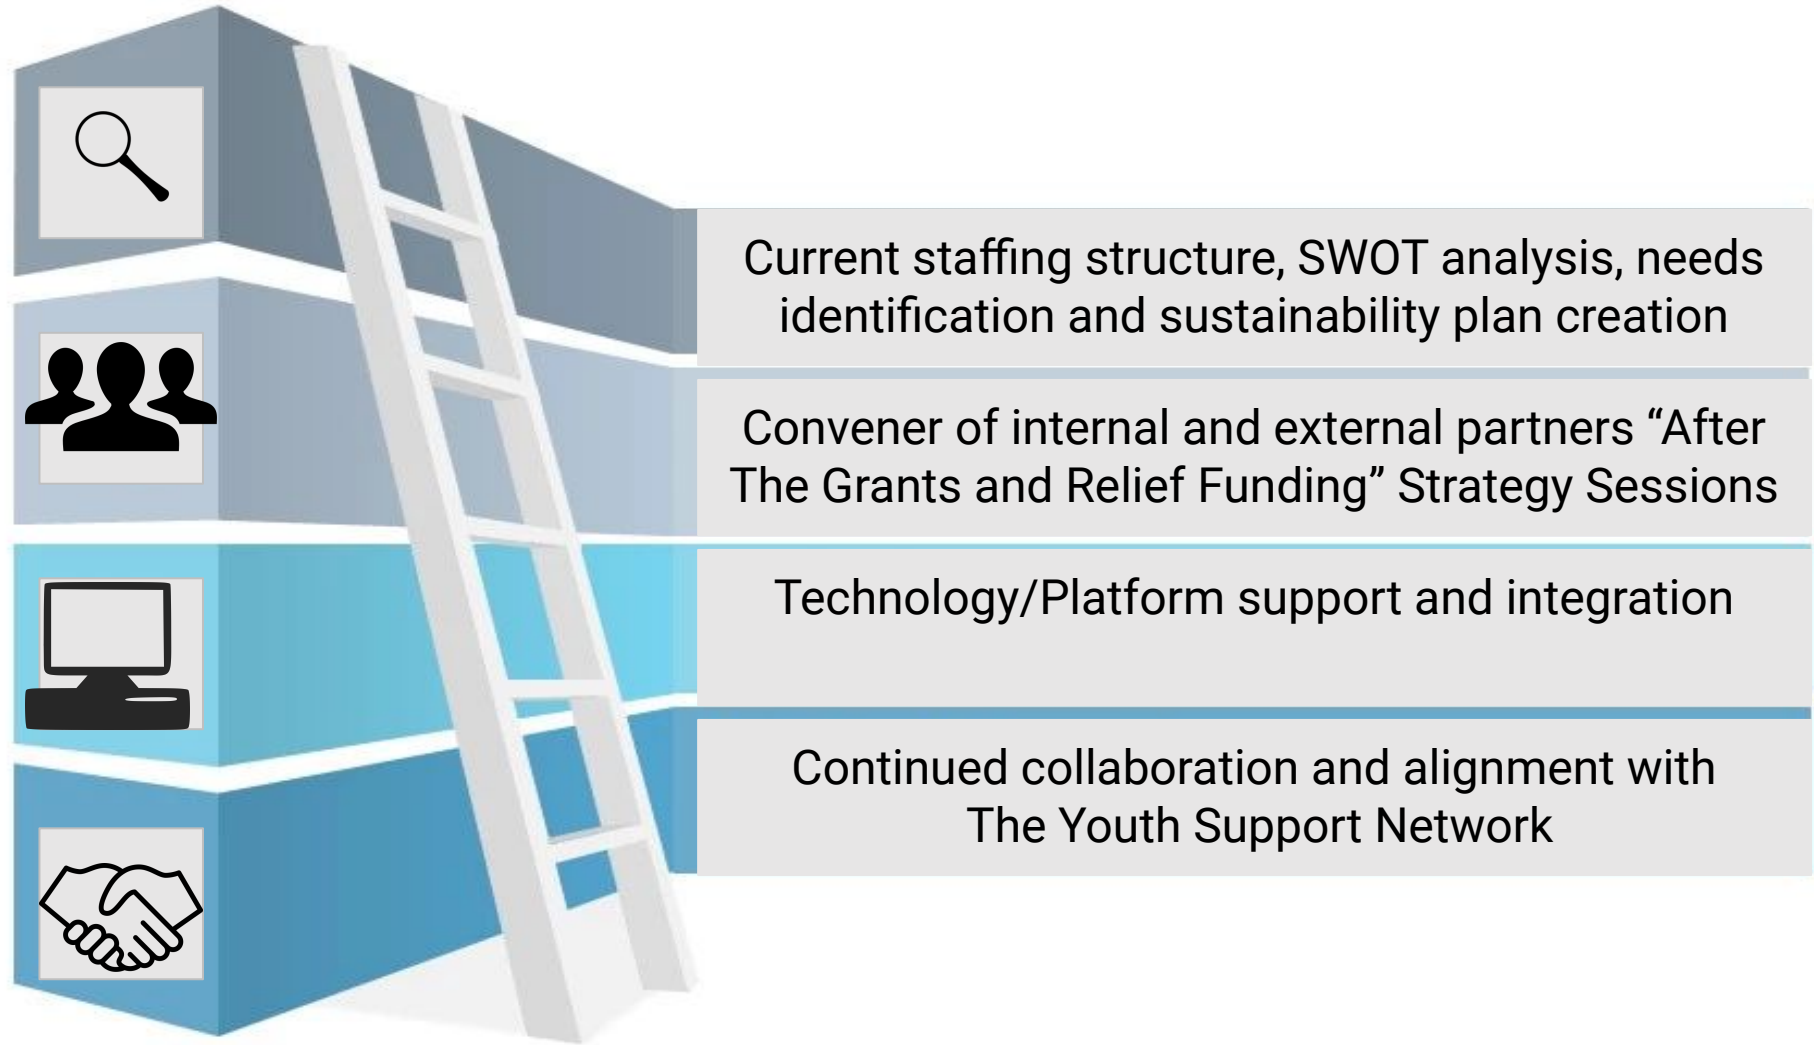 Current staffing structure, SWOT analysis, needs
identification and sustainability plan creation
Convener of internal and external partners “After
The Grants and Relief Funding” Strategy Sessions
Technology/Platform support and integration
Continued collaboration and alignment with
The Youth Support Network